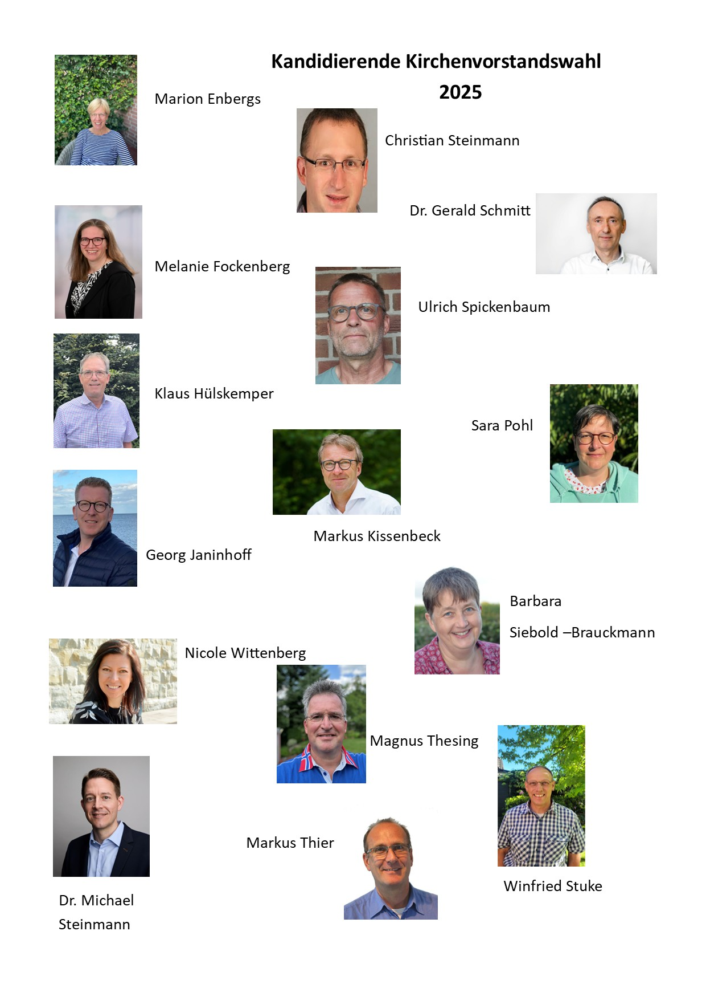 Kandidierende Kirchenvorstandswahl
2025
Marion Enbergs
Christian Steinmann
Dr. Gerald Schmitt
Melanie Fockenberg
Ulrich Spickenbaum
Klaus Hülskemper
Sara Pohl
Markus Kissenbeck
Georg Janinhoff
Barbara
Siebold –Brauckmann
Nicole Wittenberg
Magnus Thesing
Markus Thier
Winfried Stuke
Dr. Michael
Steinmann